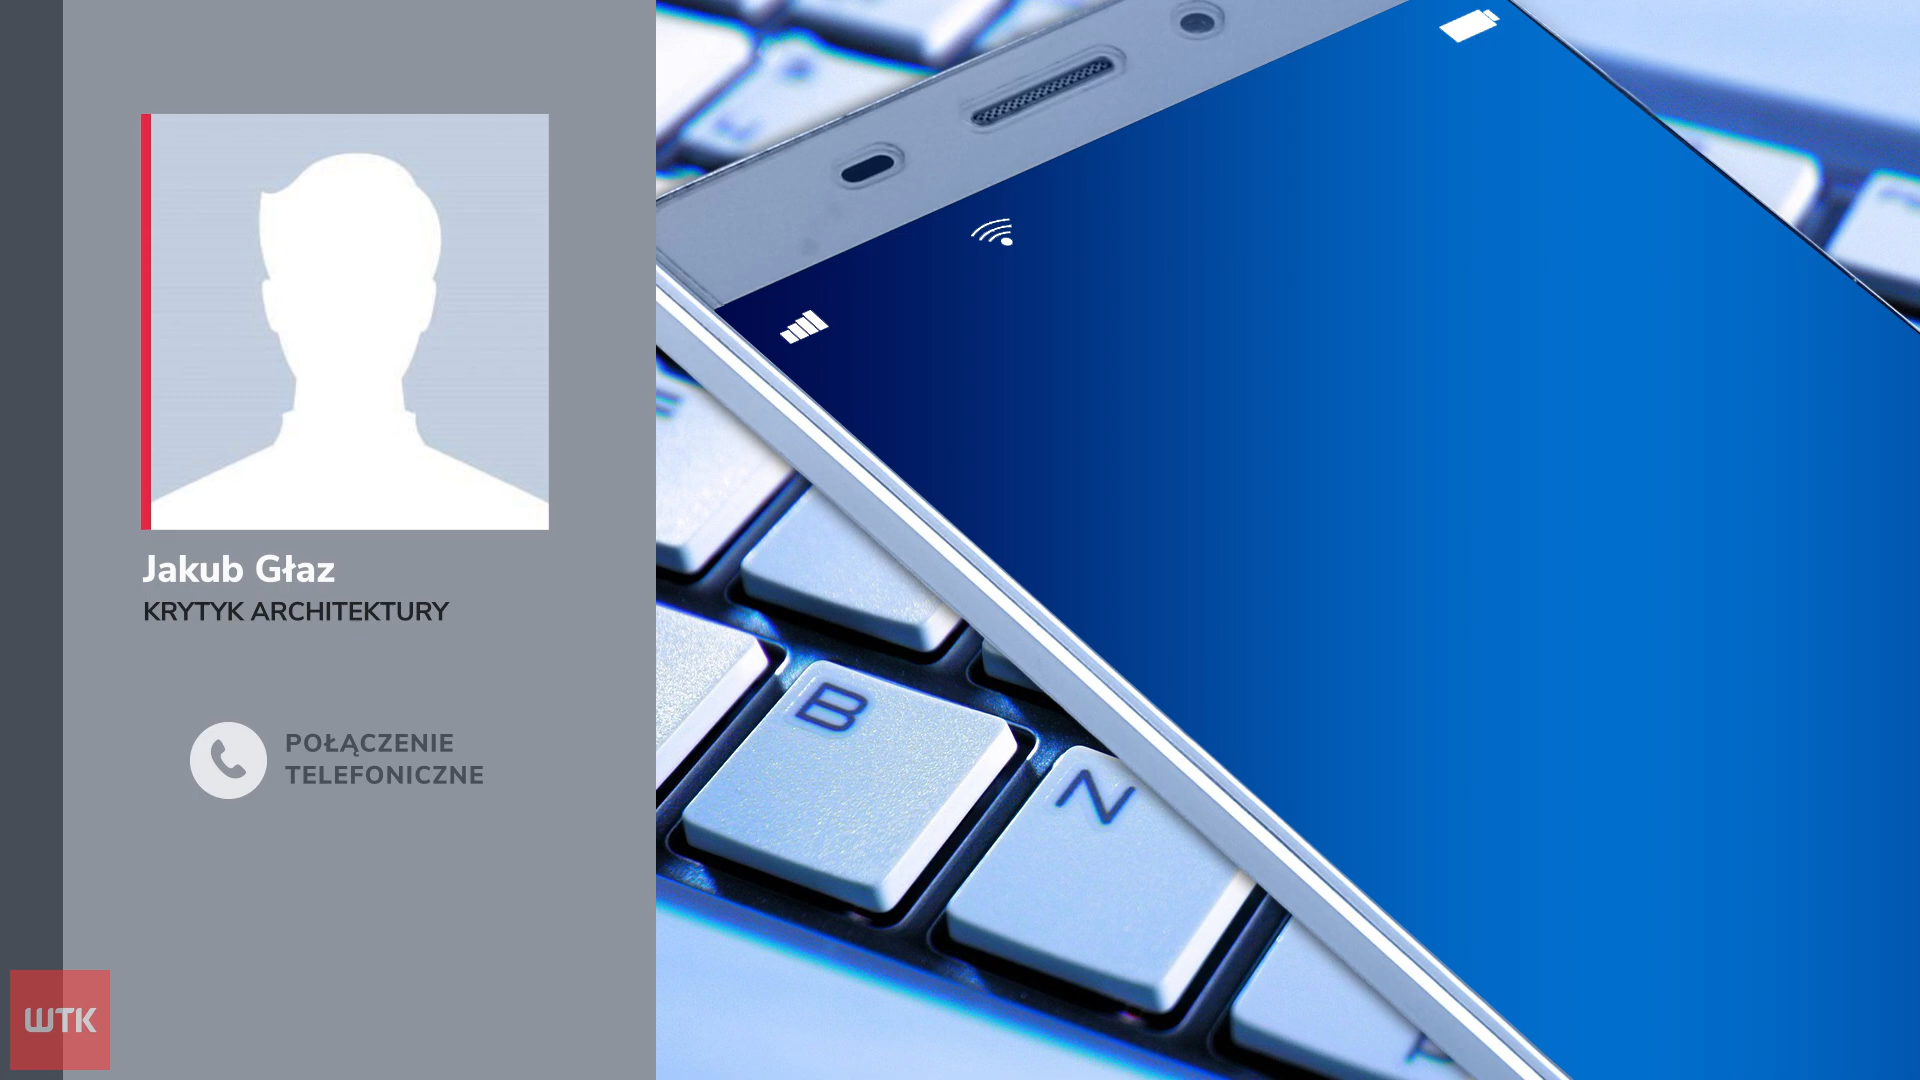 Jakub Głaz
KRYTYK ARCHITEKTURY
POŁĄCZENIE
TELEFONICZNE
WTK
B
N